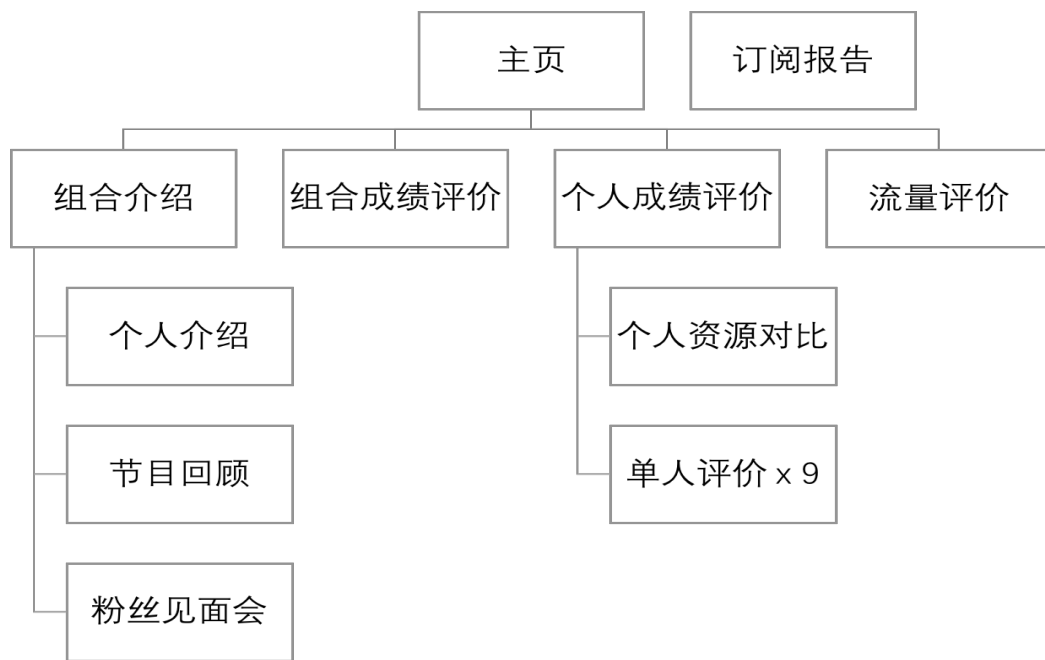 主页
订阅报告
组合介绍
组合成绩评价
个人成绩评价
流量评价
个人介绍
个人资源对比
节目回顾
单人评价 x 9
粉丝见面会